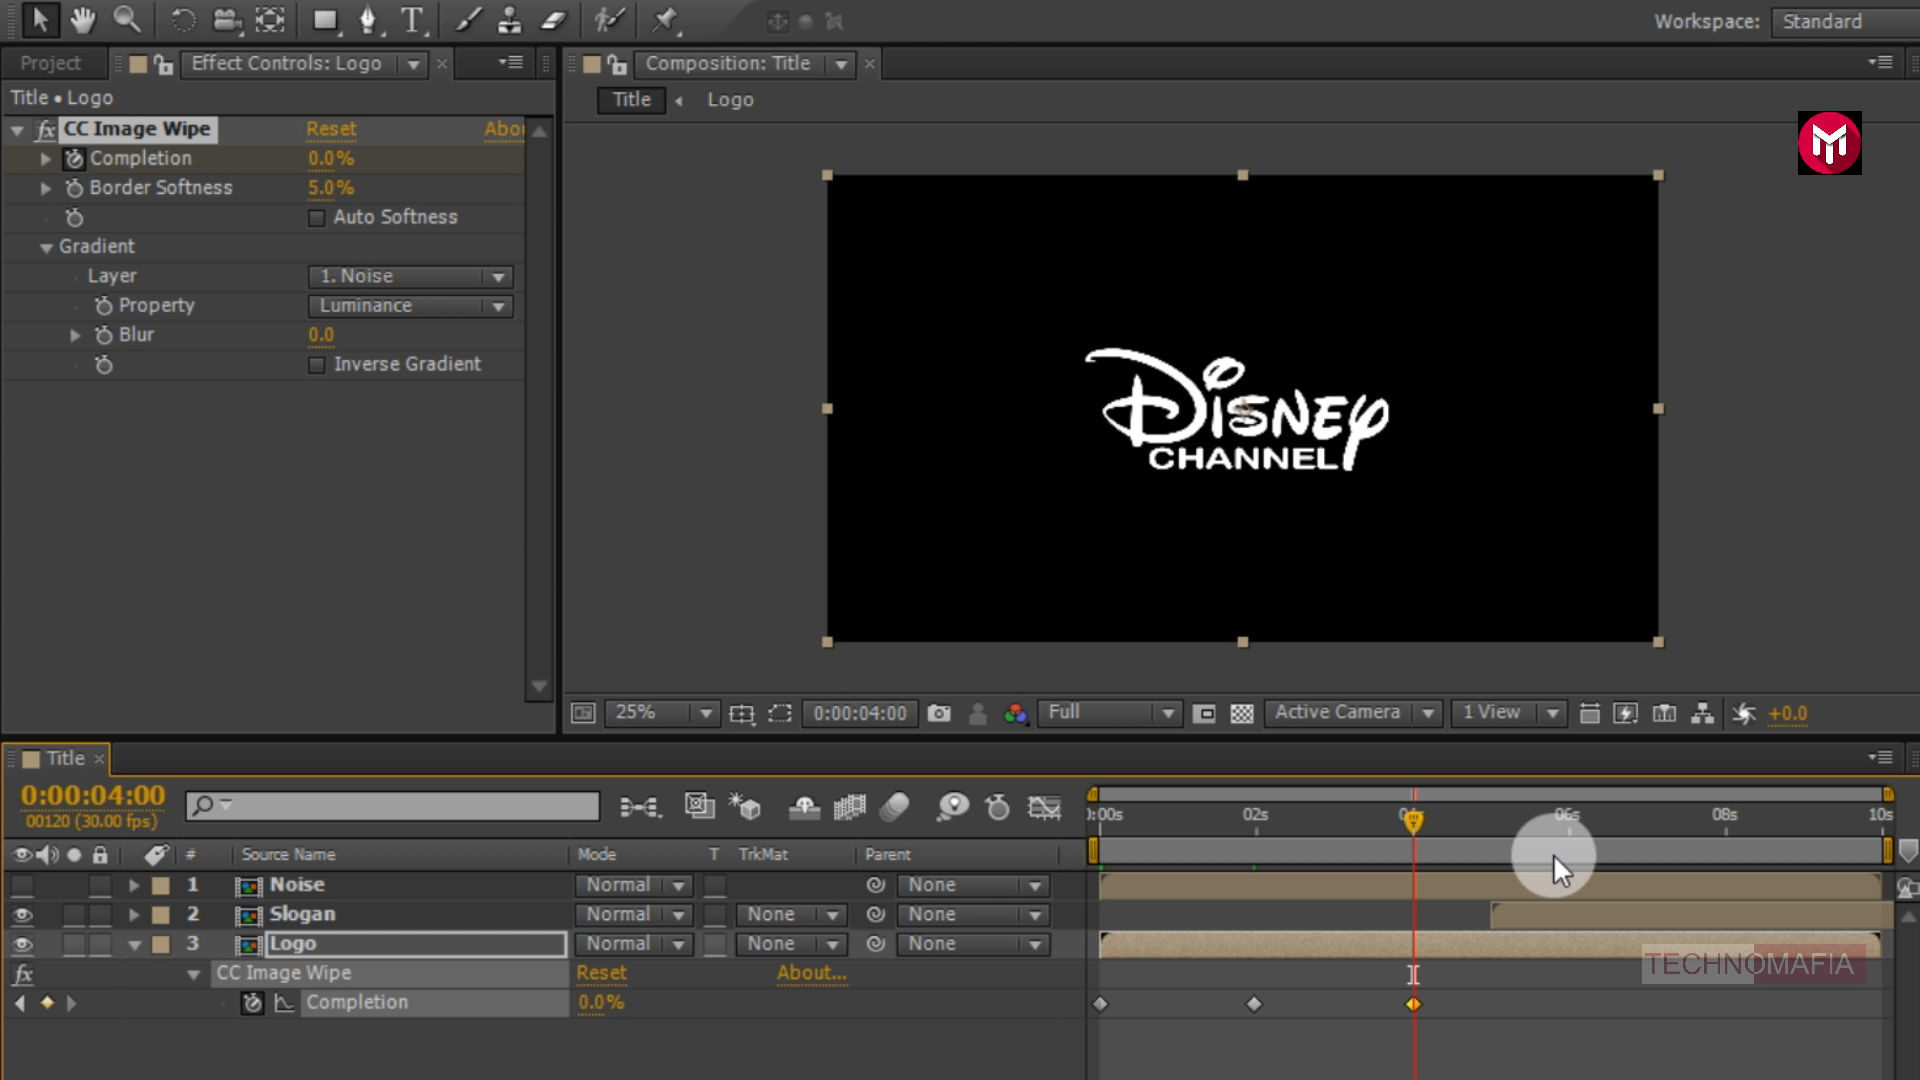 Workspace: Standard
Project Effect Controls: Logo
Composition: Title
Title • Logo
Title Logo
fx CC Image Wipe Reset Abou
Completion 0.0%
Border Softness 5.0%
Auto Softness
Gradient
Layer 1. Noise
Property Luminance
Blur 0.0
Inverse Gradient
DISNEY
CHANNEL
25% 0:00:04:00 Full Active Camera 1 View +0.0
Title
0:00:04:00
00120 (30.00 fps)
):00s 02s 06s 08s 10s
# Source Name Mode T TrkMat Parent
1 Noise Normal None
2 Slogan Normal None None
3 Logo Normal None None
fx CC Image Wipe Reset About...
TECHNOMAFIA
Completion 0.0%